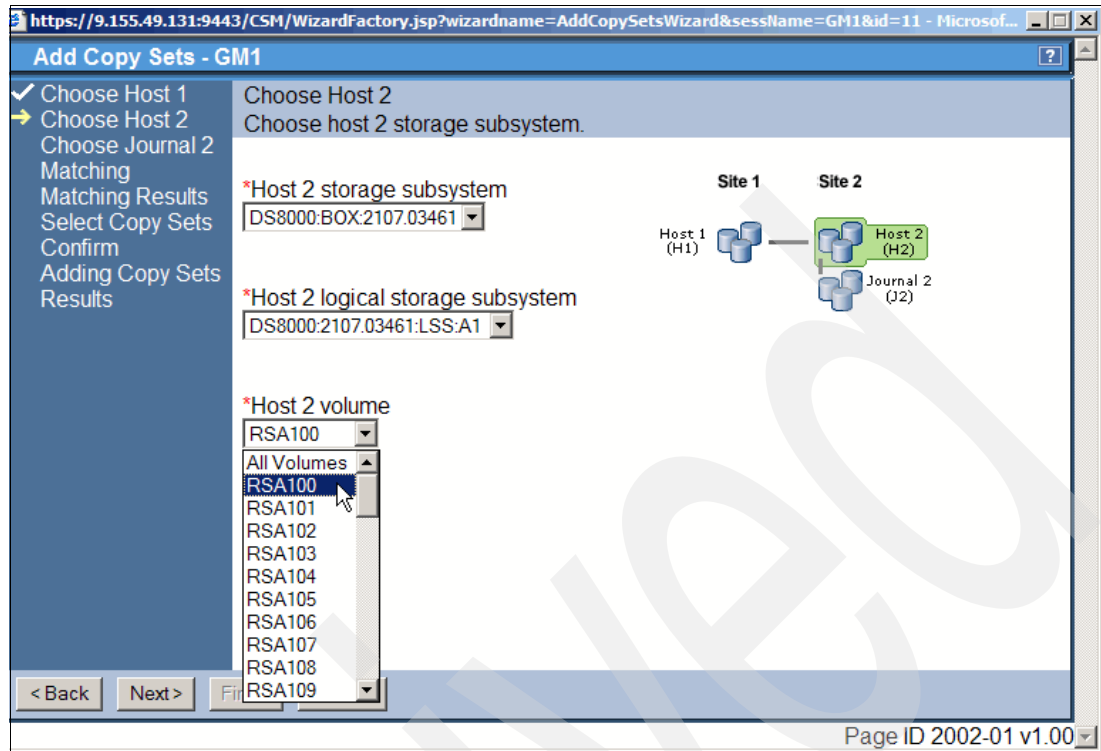 https://9.155.49.131:9443/CSM/WizardFactory.jsp?wizardname=AddCopySetsWizard&sessName=GM1&id=11 - Microsof...
Add Copy Sets - GM1
?
Choose Host 1
Choose Host 2
Choose Journal 2
Matching
Matching Results
Select Copy Sets
Confirm
Adding Copy Sets
Results
Choose Host 2
Choose host 2 storage subsystem.
*Host 2 storage subsystem
DS8000:BOX:2107.03461
*Host 2 logical storage subsystem
DS8000:2107.03461:LSS:A1
*Host 2 volume
RSA100
All Volumes
RSA100
RSA101
RSA102
RSA103
RSA104
RSA105
RSA106
RSA107
RSA108
RSA109
Site 1 Site 2
Host 1
(H1)
Host 2
(H2)
Journal 2
(J2)
< Back Next >
Page ID 2002-01 v1.00